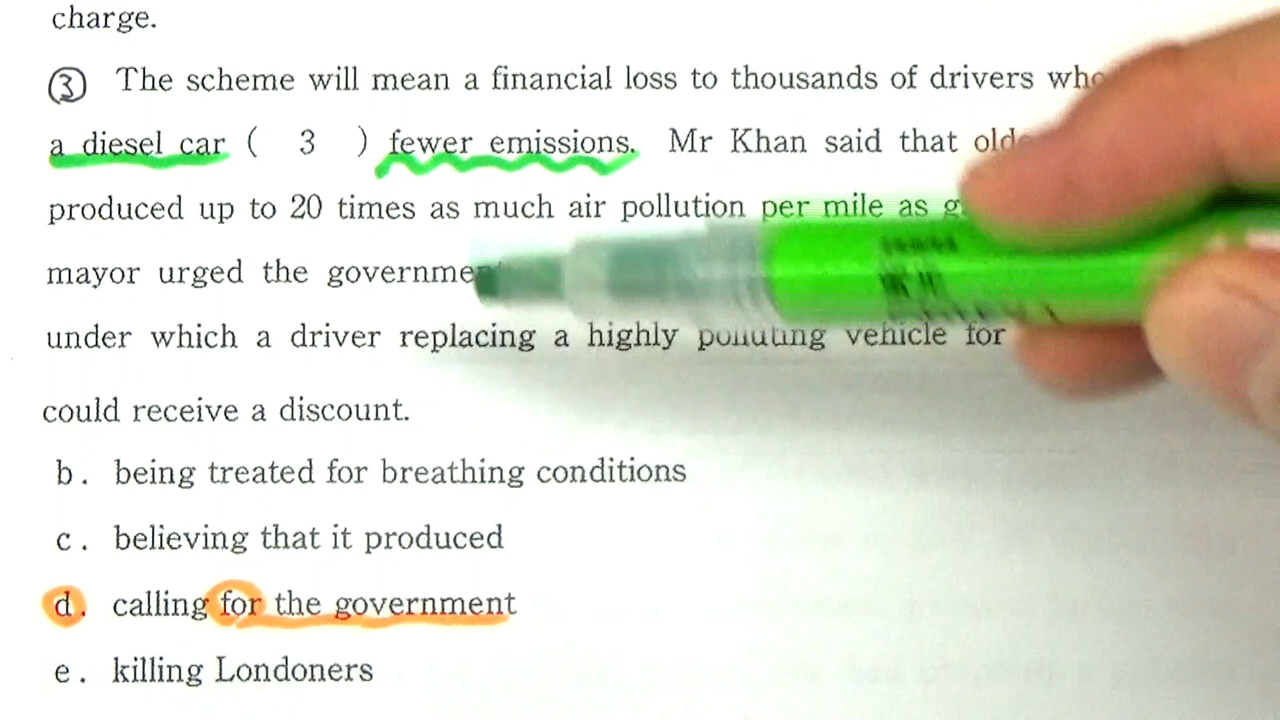 charge.
③ The scheme will mean a financial loss to thousands of drivers who
a diesel car ( 3 ) fewer emissions. Mr Khan said that
produced up to 20 times as much air pollution per mile as
mayor urged the
under which a driver replacing a highly polluting vehicle for
could receive a discount.
b. being treated for breathing conditions
c. believing that it produced
d. calling for the government
e. killing Londoners